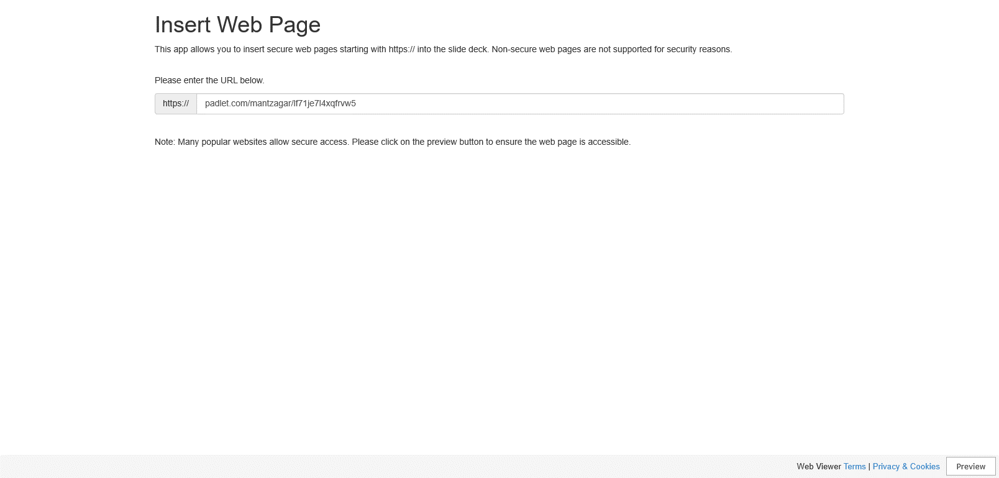 Insert Web Page
This app allows you to insert secure web pages starting with https:// into the slide deck. Non-secure web pages are not supported for security reasons.
Please enter the URL below.
https:// padlet.com/mantzagar/lf71je7l4xqfrvw5
Note: Many popular websites allow secure access. Please click on the preview button to ensure the web page is accessible.
Web Viewer Terms | Privacy & Cookies Preview